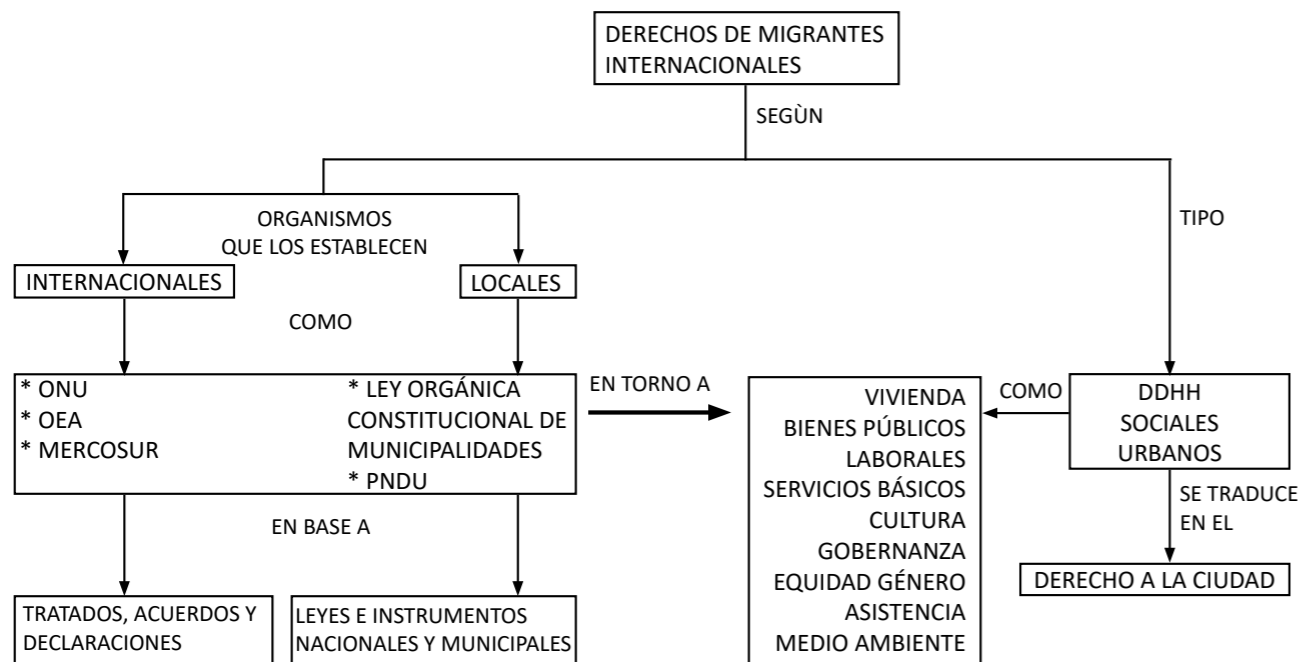 DERECHOS DE MIGRANTES
INTERNACIONALES
SEGÙN
ORGANISMOS
QUE LOS ESTABLECEN
TIPO
INTERNACIONALES
LOCALES
COMO
* ONU
* OEA
* MERCOSUR
* LEY ORGÁNICA
CONSTITUCIONAL DE
MUNICIPALIDADES
* PNDU
EN TORNO A
VIVIENDA
BIENES PÚBLICOS
LABORALES
SERVICIOS BÁSICOS
CULTURA
GOBERNANZA
EQUIDAD GÉNERO
ASISTENCIA
MEDIO AMBIENTE
COMO
DDHH
SOCIALES
URBANOS
SE TRADUCE
EN EL
DERECHO A LA CIUDAD
EN BASE A
TRATADOS, ACUERDOS Y
DECLARACIONES
LEYES E INSTRUMENTOS
NACIONALES Y MUNICIPALES